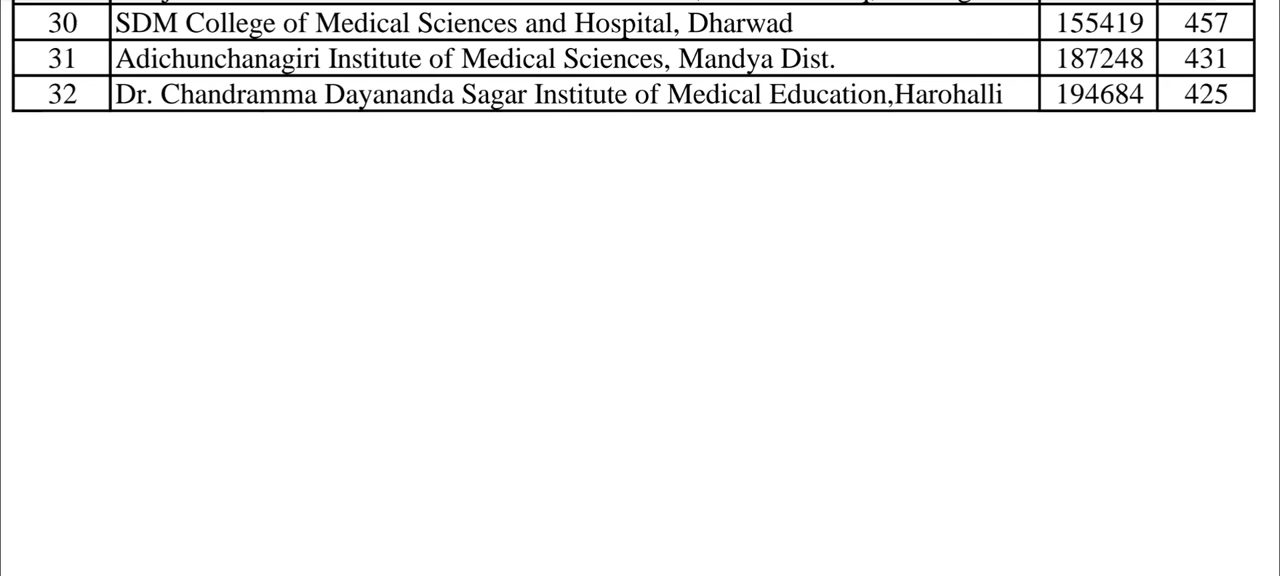 30 SDM College of Medical Sciences and Hospital, Dharwad 155419 457
31 Adichunchanagiri Institute of Medical Sciences, Mandya Dist. 187248 431
32 Dr. Chandramma Dayananda Sagar Institute of Medical Education,Harohalli 194684 425